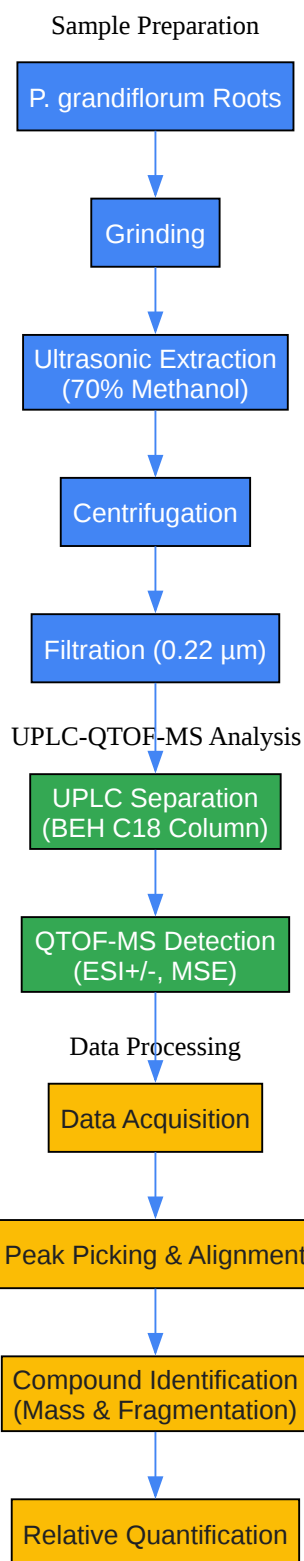 Sample Preparation
P. grandiflorum Roots
Grinding
Ultrasonic Extraction
(70% Methanol)
Centrifugation
Filtration (0.22 µm)
UPLC-QTOF-MS Analysis
UPLC Separation
(BEH C18 Column)
QTOF-MS Detection
(ESI+/-, MSE)
Data Processing
Data Acquisition
Peak Picking & Alignment
Compound Identification
(Mass & Fragmentation)
Relative Quantification